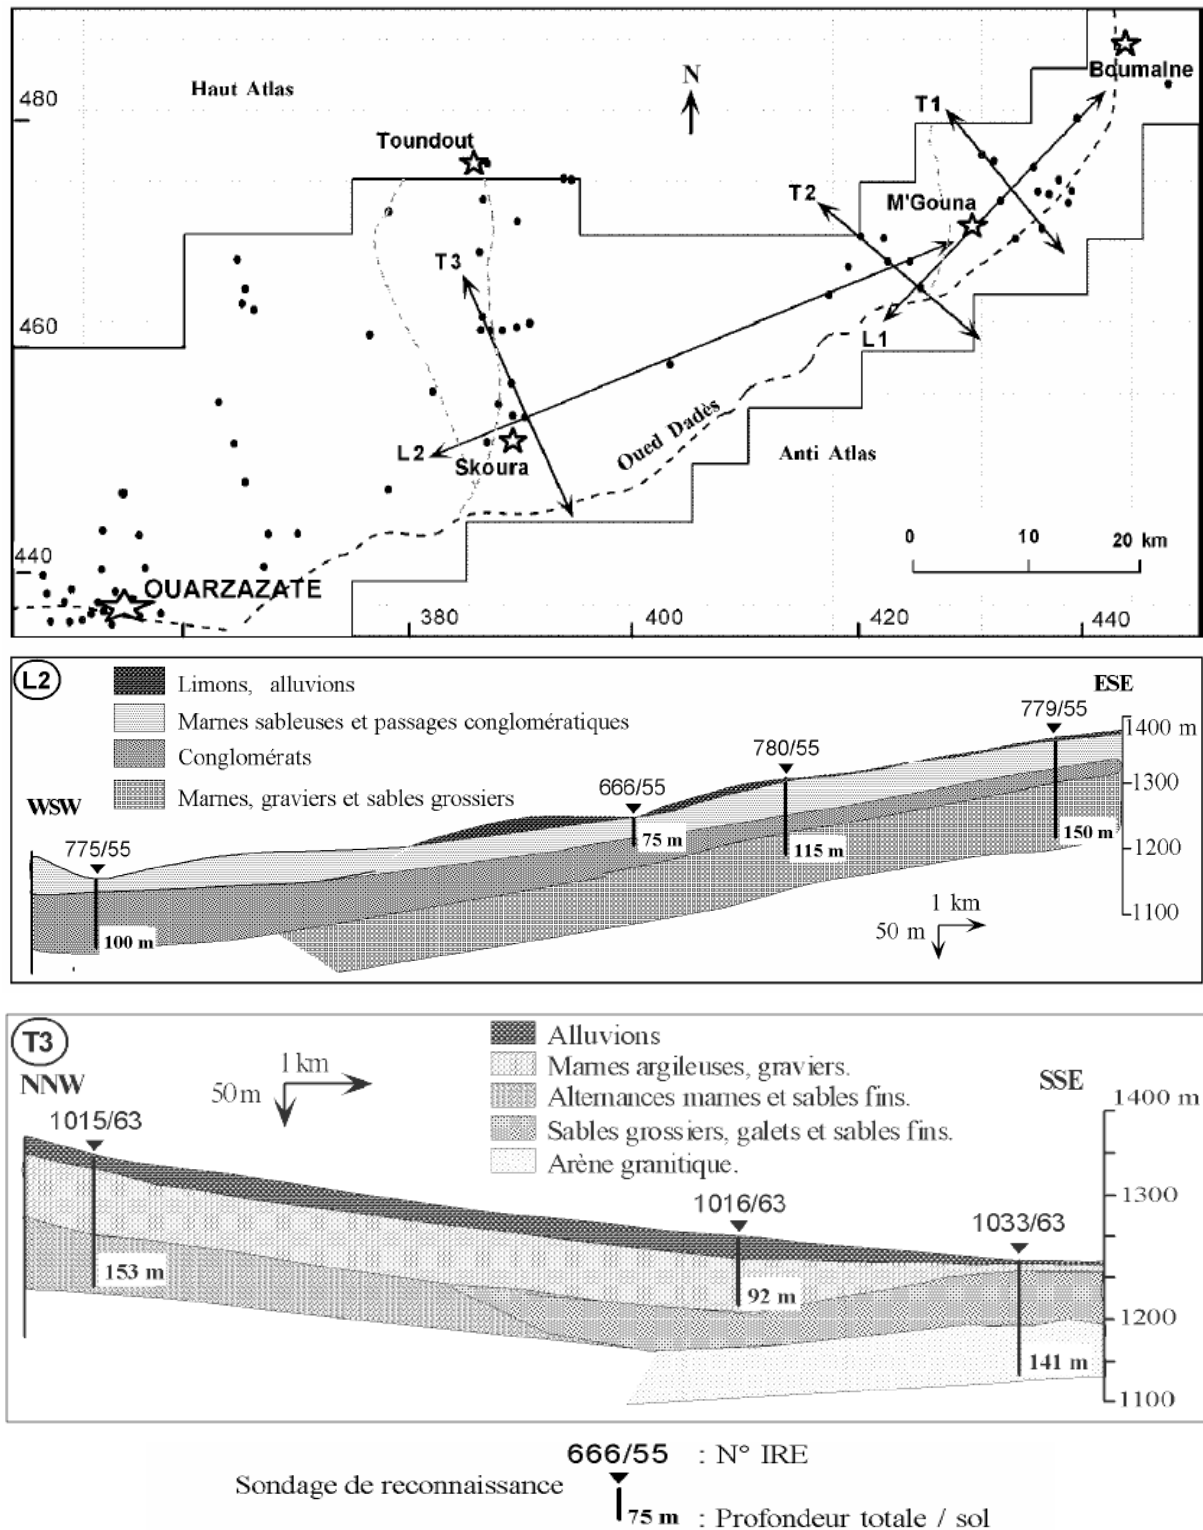 480
Haut Atlas
N
Boumalne
T1
Toundout
T2
M'Gouna
T3
460
L1
L2
Skoura
Oued Dadès
Anti Atlas
0 10 20 km
440
OUARZAZATE
380 400 420 440
L2
Limons, alluvions
Marnes sableuses et passages conglomératiques
Conglomérats
Marnes, graviers et sables grossiers
WSW
ESE
775/55
666/55
780/55
779/55
100 m
75 m
115 m
150 m
1400 m
1300
1200
1100
1 km
50 m
T3
NNW
SSE
1 km
50 m
Alluvions
Marnes argileuses, graviers.
Alternances marnes et sables fins.
Sables grossiers, galets et sables fins.
Arène granitique.
1015/63
1016/63
1033/63
153 m
92 m
141 m
1400 m
1300
1200
1100
666/55 : N° IRE
Sondage de reconnaissance
75 m : Profondeur totale / sol